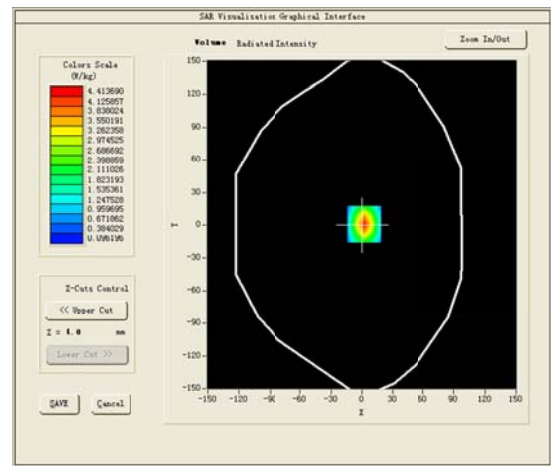 SAR Visualisation Graphical Interface
Volume Radiated Intensity
Zoom In/Out
Colors Scale
(W/kg)
4.413690
4.125857
3.838024
3.550191
3.262358
2.974525
2.686692
2.398859
2.111026
1.823193
1.535361
1.247528
0.959695
0.671862
0.384029
0.096196
Z-Cuts Control
<< Upper Cut
Z = 4.0 mm
Lower Cut >>
SAVE
Cancel
150
120
90
60
30
0
-30
-60
-90
-120
-150
Y
-150 -120 -90 -60 -30 0 30 60 90 120 150
X